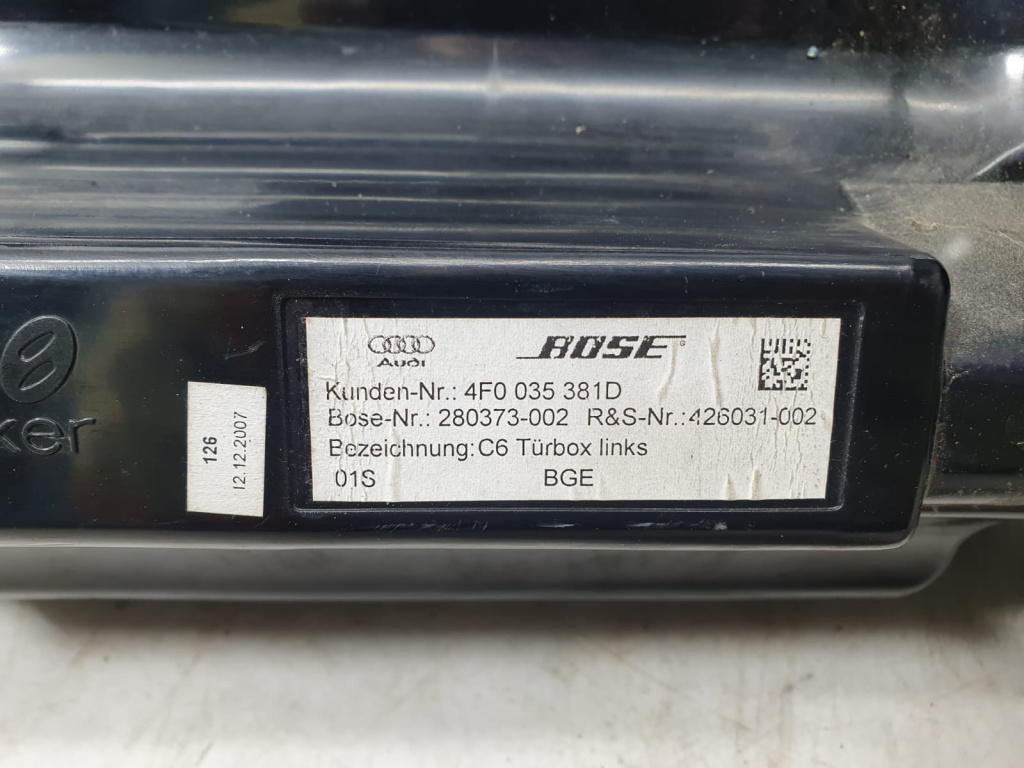 Audi BOSE
Kunden-Nr.: 4F0 035 381D
Bose-Nr.: 280373-002 R&S-Nr.:426031-002
Bezeichnung:C6 Türbox links
01S BGE
126
12.12.2007
ker